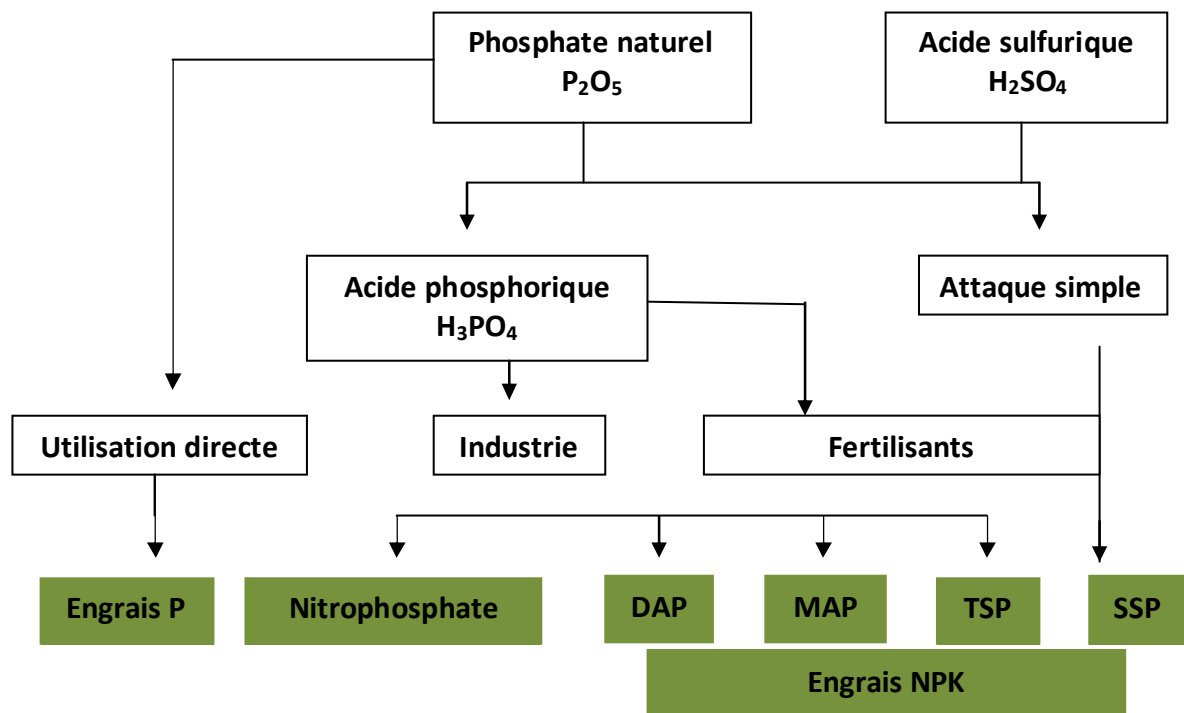 Phosphate naturel
P₂O₅
Acide sulfurique
H₂SO₄
Acide phosphorique
H₃PO₄
Attaque simple
Utilisation directe
Industrie
Fertilisants
Engrais P
Nitrophosphate
DAP
MAP
TSP
SSP
Engrais NPK